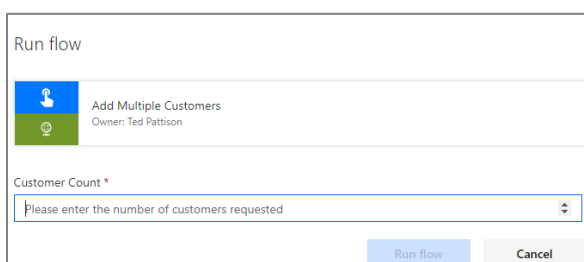 Run flow
Add Multiple Customers
Owner: Ted Pattison
Customer Count *
Please enter the number of customers requested
Run flow Cancel